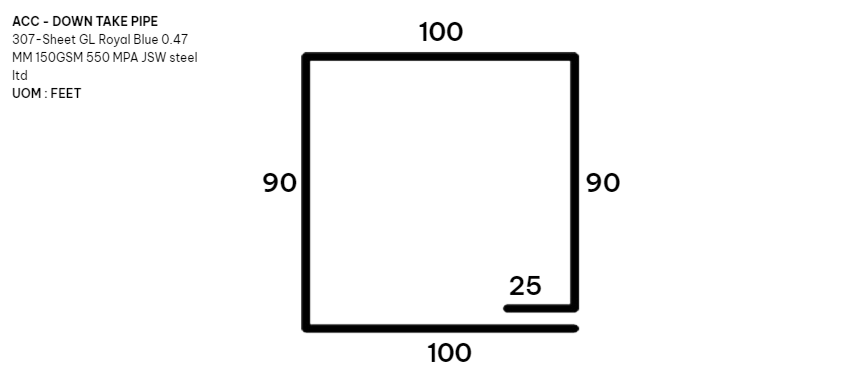 ACC - DOWN TAKE PIPE
307-Sheet GL Royal Blue 0.47
MM 150GSM 550 MPA JSW steel
ltd
UOM : FEET
100
90
90
25
100